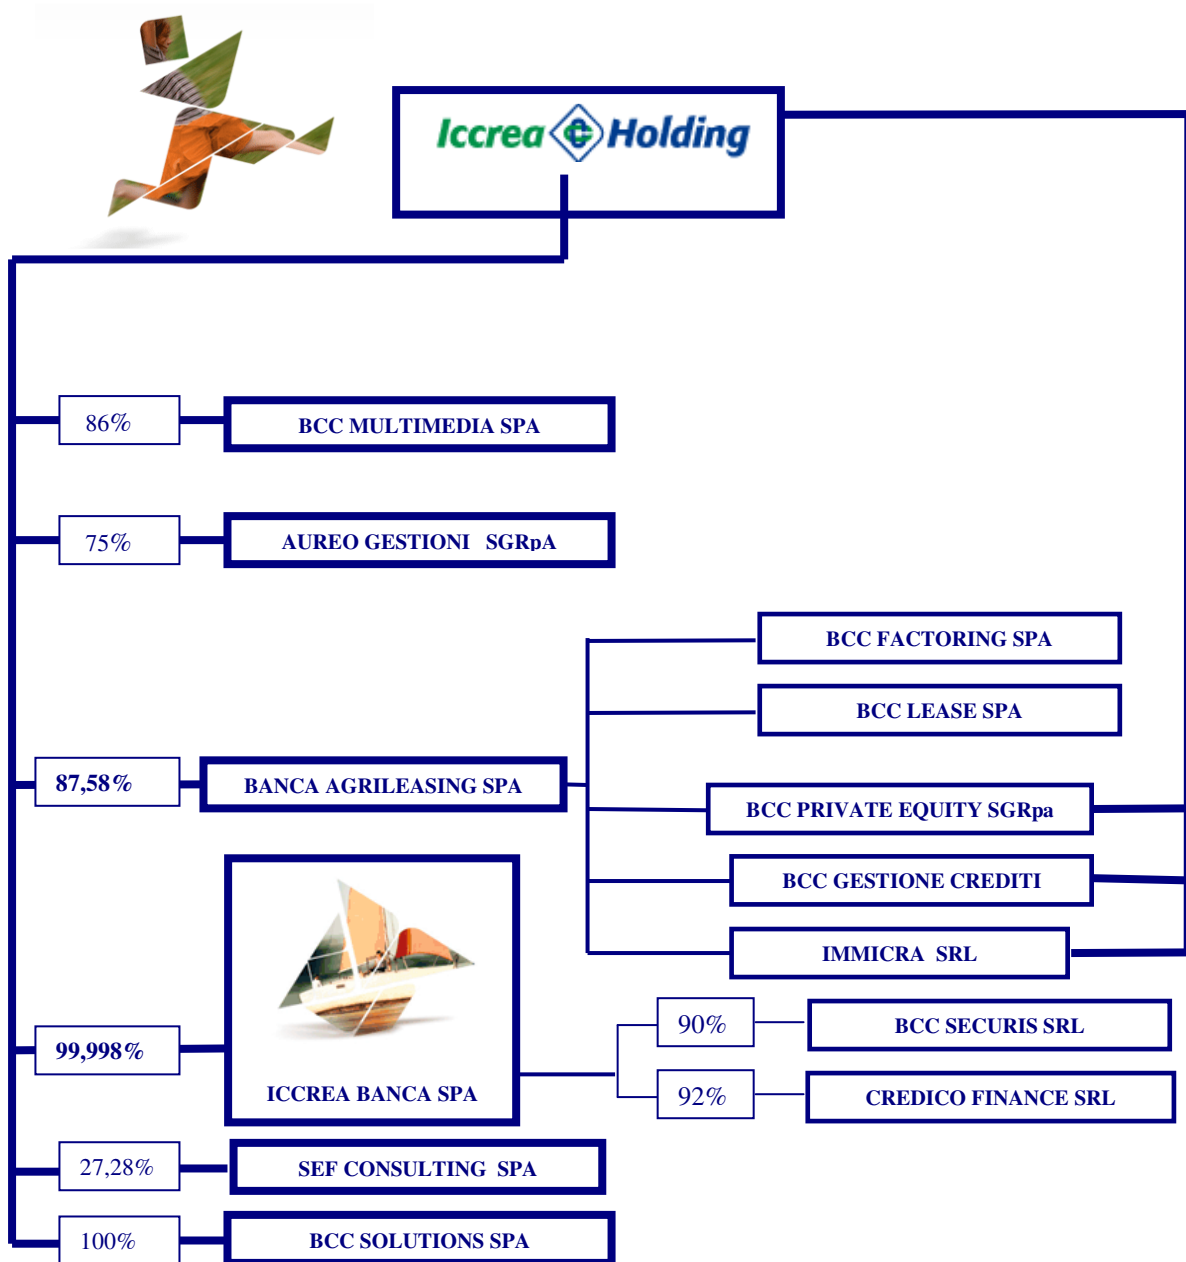 Iccrea Holding
86%
BCC MULTIMEDIA SPA
75%
AUREO GESTIONI SGRpA
BCC FACTORING SPA
BCC LEASE SPA
87,58%
BANCA AGRILEASING SPA
BCC PRIVATE EQUITY SGRpa
BCC GESTIONE CREDITI
IMMICRA SRL
99,998%
ICCREA BANCA SPA
90%
BCC SECURIS SRL
92%
CREDICO FINANCE SRL
27,28%
SEF CONSULTING SPA
100%
BCC SOLUTIONS SPA